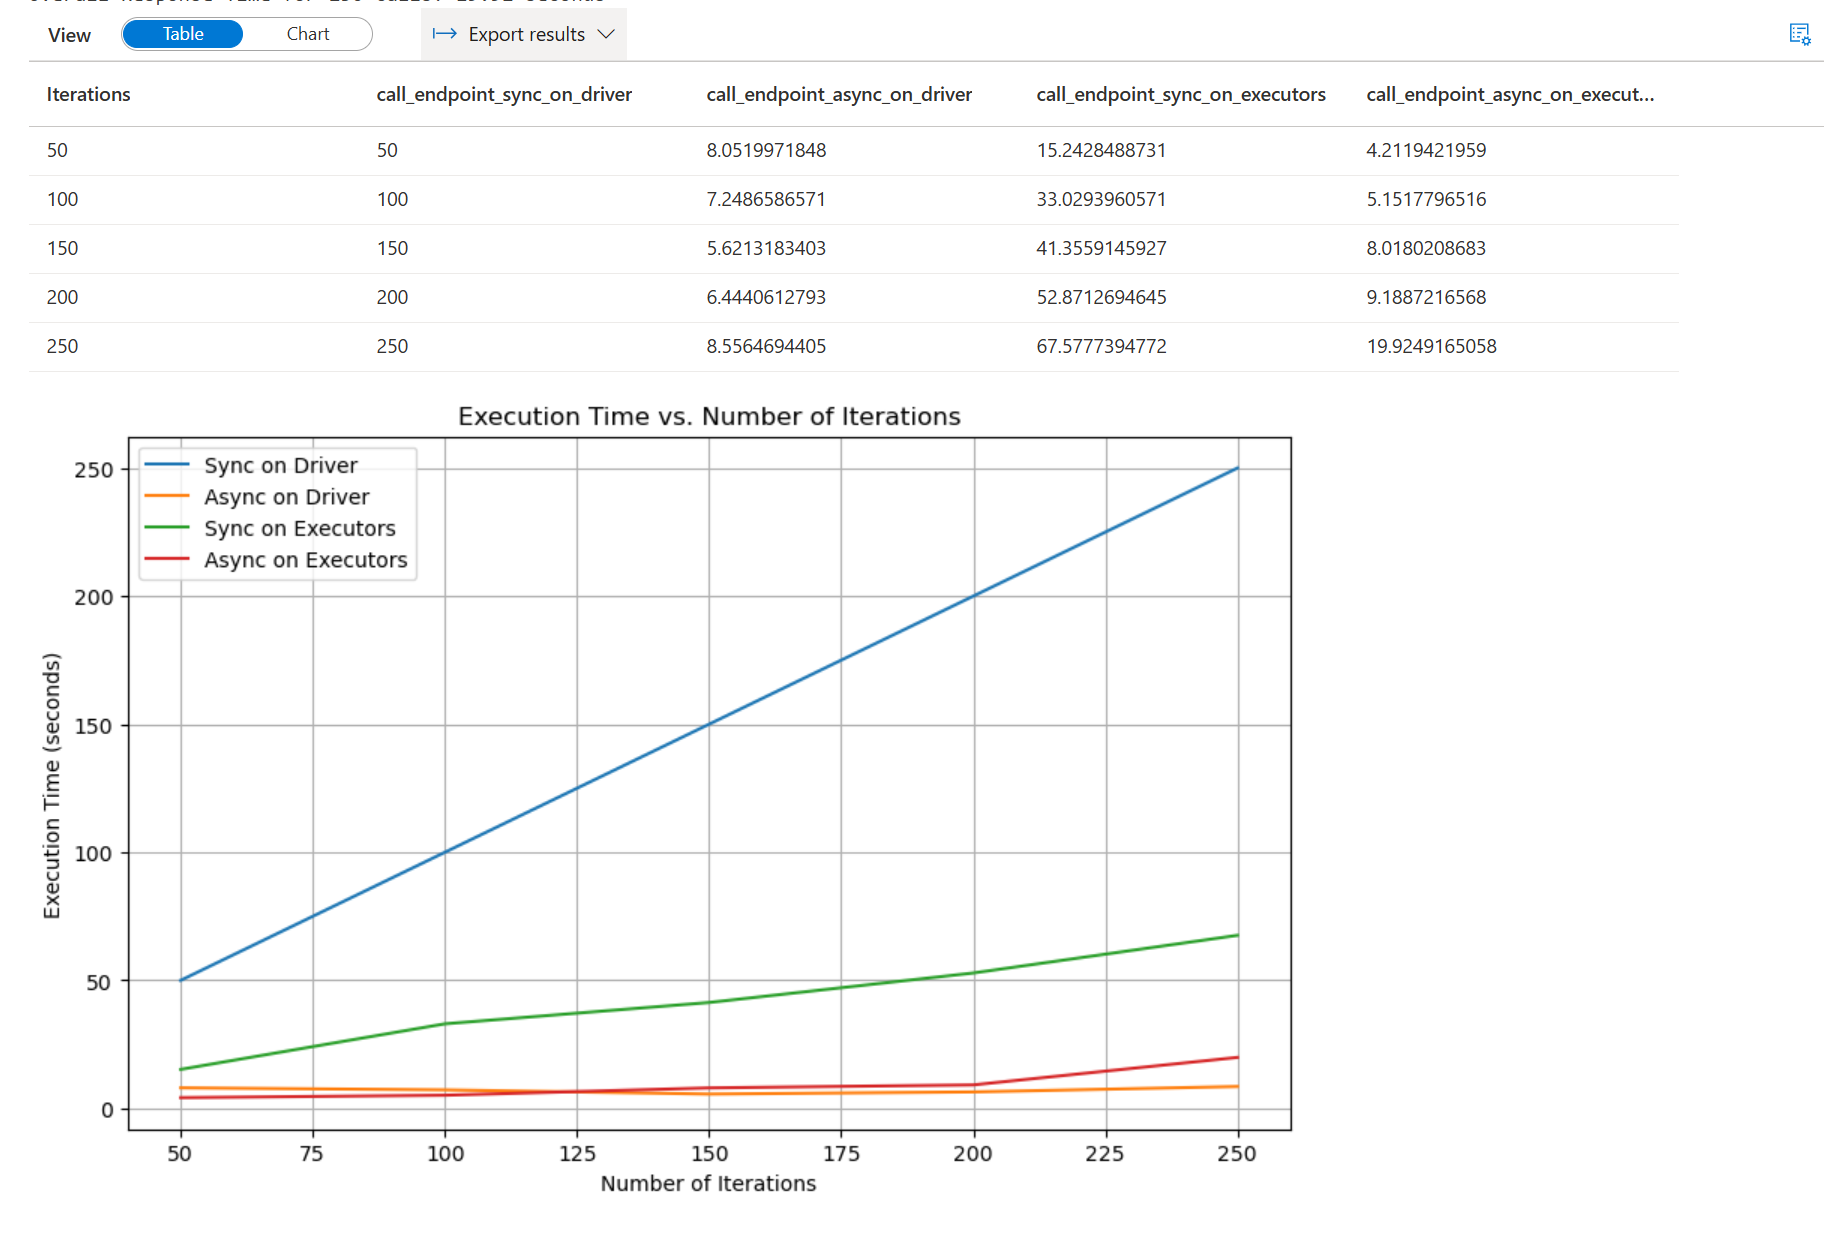 View Table Chart Export results
Iterations call_endpoint_sync_on_driver call_endpoint_async_on_driver call_endpoint_sync_on_executors call_endpoint_async_on_execut...
50 50 8.0519971848 15.2428488731 4.2119421959
100 100 7.2486586571 33.0293960571 5.1517796516
150 150 5.6213183403 41.3559145927 8.0180208683
200 200 6.4440612793 52.8712694645 9.1887216568
250 250 8.5564694405 67.5777394772 19.9249165058
Execution Time vs. Number of Iterations
Sync on Driver
Async on Driver
Sync on Executors
Async on Executors
250
200
150
100
50
0
Execution Time (seconds)
50 75 100 125 150 175 200 225 250
Number of Iterations